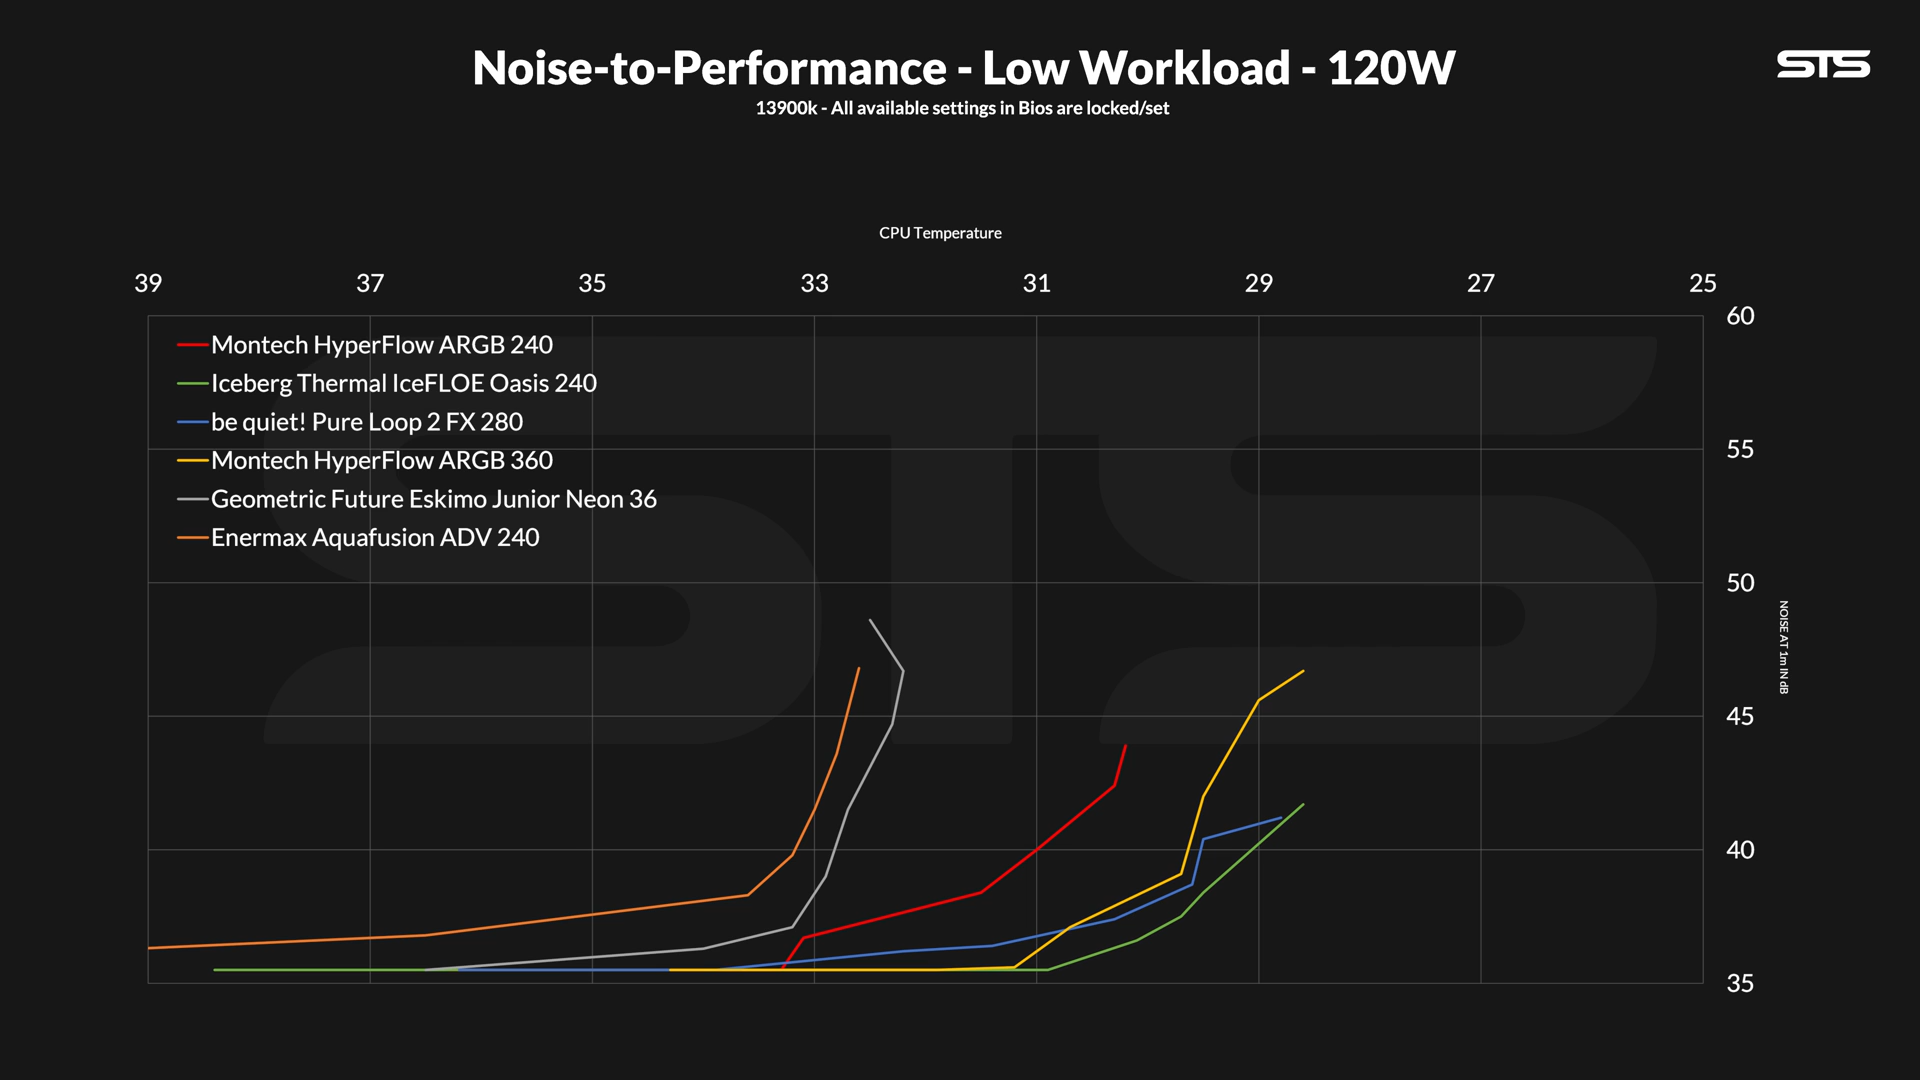 Noise-to-Performance - Low Workload - 120W
STS
13900k - All available settings in Bios are locked/set
CPU Temperature
39 37 35 33 31 29 27 25
60
Montech HyperFlow ARGB 240
Iceberg Thermal IceFLOE Oasis 240
be quiet! Pure Loop 2 FX 280
55
Montech HyperFlow ARGB 360
Geometric Future Eskimo Junior Neon 36
Enermax Aquafusion ADV 240
50
NOISE AT 1m IN dB
STS
45
40
35